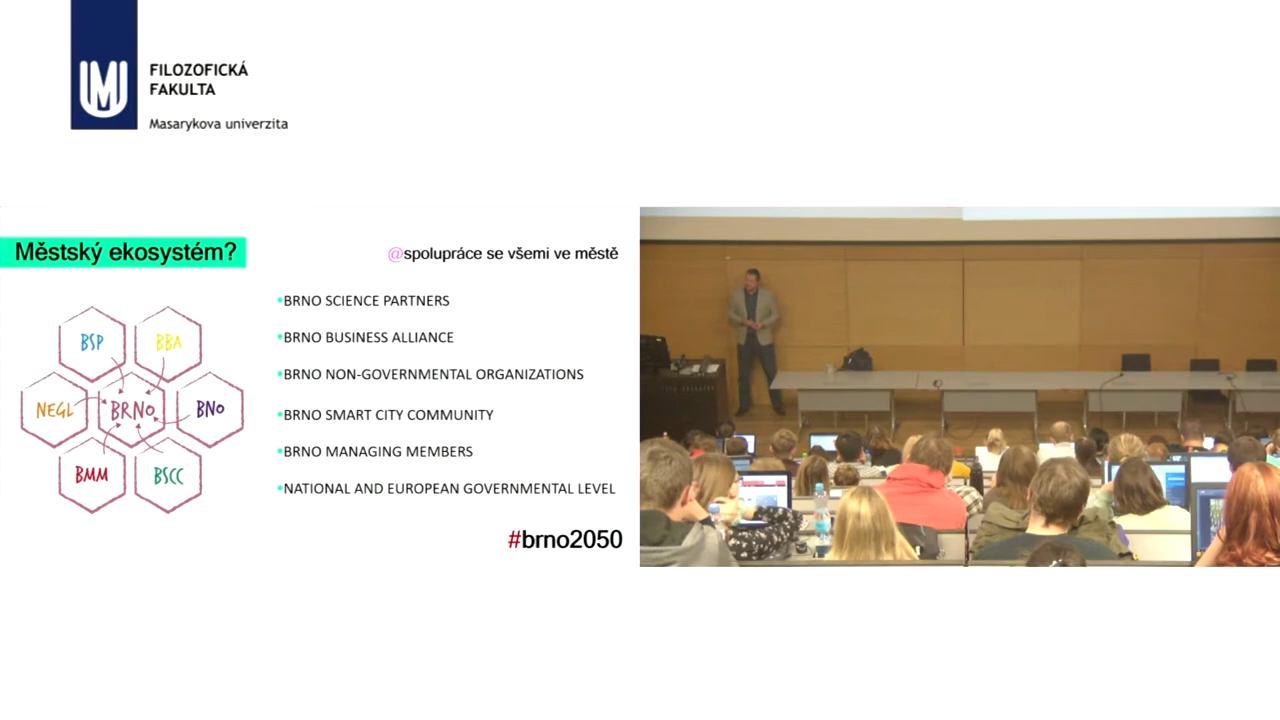 FILOZOFICKÁ
FAKULTA
Masarykova univerzita
Městský ekosystém?
@spolupráce se všemi ve městě
•BRNO SCIENCE PARTNERS
•BRNO BUSINESS ALLIANCE
•BRNO NON-GOVERNMENTAL ORGANIZATIONS
•BRNO SMART CITY COMMUNITY
•BRNO MANAGING MEMBERS
•NATIONAL AND EUROPEAN GOVERNMENTAL LEVEL
BSP
BBA
NEGL
BRNO
BNO
BMM
BSCC
#brno2050